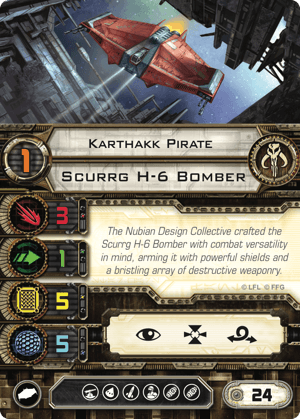 Karthakk Pirate
1
Scurrg H-6 Bomber
3
1
5
5
The Nubian Design Collective crafted the
Scurrg H-6 Bomber with combat versatility
in mind, arming it with powerful shields and
a bristling array of destructive weaponry.
© LFL © FFG
24